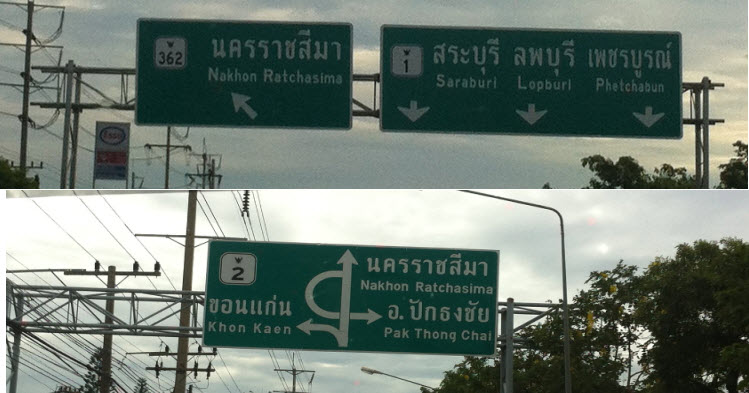 362
นครราชสีมา
Nakhon Ratchasima
1
สระบุรี ลพบุรี เพชรบูรณ์
Saraburi Lopburi Phetchabun
Esso
2
นครราชสีมา
Nakhon Ratchasima
ขอนแก่น
Khon Kaen
อ. ปักธงชัย
Pak Thong Chai